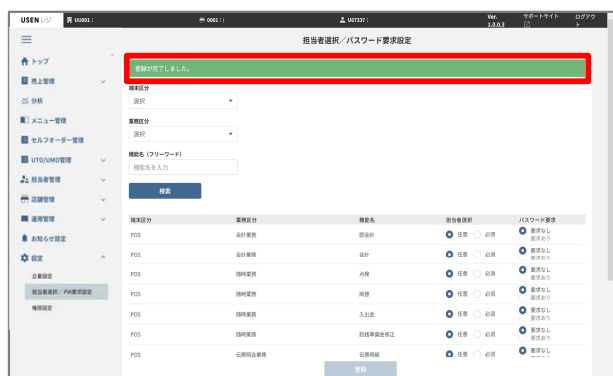 USEN レジ UU001： 0001：： U67337： Ver. 1.0.0.3 サポートサイト ログアウト
担当者選択／パスワード要求設定
トップ
売上管理
分析
メニュー管理
セルフオーダー管理
UTO/UMO管理
担当者管理
店舗管理
運用管理
お知らせ設定
設定
企業設定
担当者選択／PW要求設定
権限設定
登録が完了しました。
端末区分
選択
業務区分
選択
機能名（フリーワード）
機能名を入力
検索
端末区分 業務区分 機能名 担当者選択 パスワード要求
POS 会計業務 即会計 任意 必須 要求なし 要求あり
POS 会計業務 会計 任意 必須 要求なし 要求あり
POS 随時業務 点検 任意 必須 要求なし 要求あり
POS 随時業務 両替 任意 必須 要求なし 要求あり
POS 随時業務 入出金 任意 必須 要求なし 要求あり
POS 随時業務 釣銭準備金修正 任意 必須 要求なし 要求あり
POS 伝票照会業務 伝票明細 任意 必須 要求なし
登録